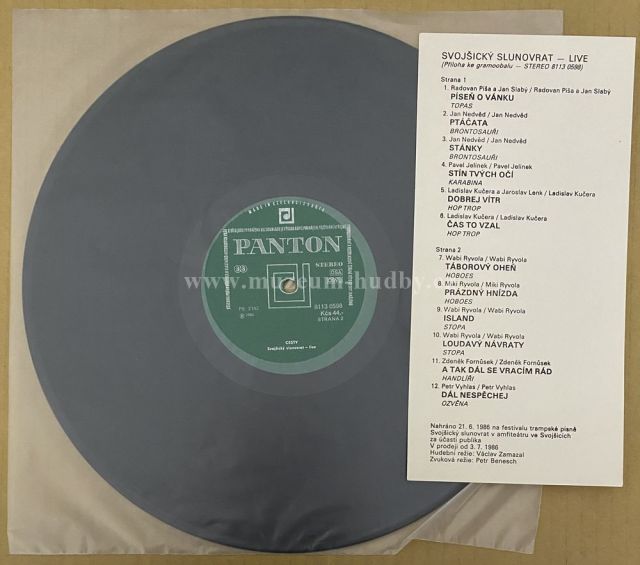 MADE IN CZECHOSLOVAKIA
PANTON
33
STEREO
8113 0598
Kčs 44,-
STRANA 2
CESTY
Svojšický slunovrat – live
www.muzeum-hudby.
SVOJŠICKÝ SLUNOVRAT — LIVE
(Příloha ke gramoobalu — STEREO 8113 0598)
Strana 1
1. Radovan Píša a Jan Slabý / Radovan Píša a Jan Slabý
PÍSEŇ O VÁNKU
TOPAS
2. Jan Nedvěd / Jan Nedvěd
PTÁČATA
BRONTOSAUŘI
3. Jan Nedvěd / Jan Nedvěd
STÁNKY
BRONTOSAUŘI
4. Pavel Jelínek / Pavel Jelínek
STÍN TVÝCH OČÍ
KARABINA
5. Ladislav Kučera a Jaroslav Lenk / Ladislav Kučera
DOBREJ VÍTR
HOP TROP
6. Ladislav Kučera / Ladislav Kučera
ČAS TO VZAL
HOP TROP
Strana 2
7. Wabi Ryvola / Wabi Ryvola
TÁBOROVÝ OHEŇ
HOBOES
8. Miki Ryvola / Miki Ryvola
PRÁZDNÝ HNÍZDA
HOBOES
9. Wabi Ryvola / Wabi Ryvola
ISLAND
STOPA
10. Wabi Ryvola / Wabi Ryvola
LOUDAVÝ NÁVRATY
STOPA
11. Zdeněk Fornůsek / Zdeněk Fornůsek
A TAK DÁL SE VRACÍM RÁD
HANDLÍŘI
12. Petr Vyhlas / Petr Vyhlas
DÁL NESPĚCHEJ
OZVĚNA
Nahráno 21. 6. 1986 na festivalu trampské písně
Svojšický slunovrat v amfiteátru ve Svojšicích
za účasti publika
V prodeji od 3. 7. 1986
Hudební režie: Václav Zamazal
Zvuková režie: Petr Benesch